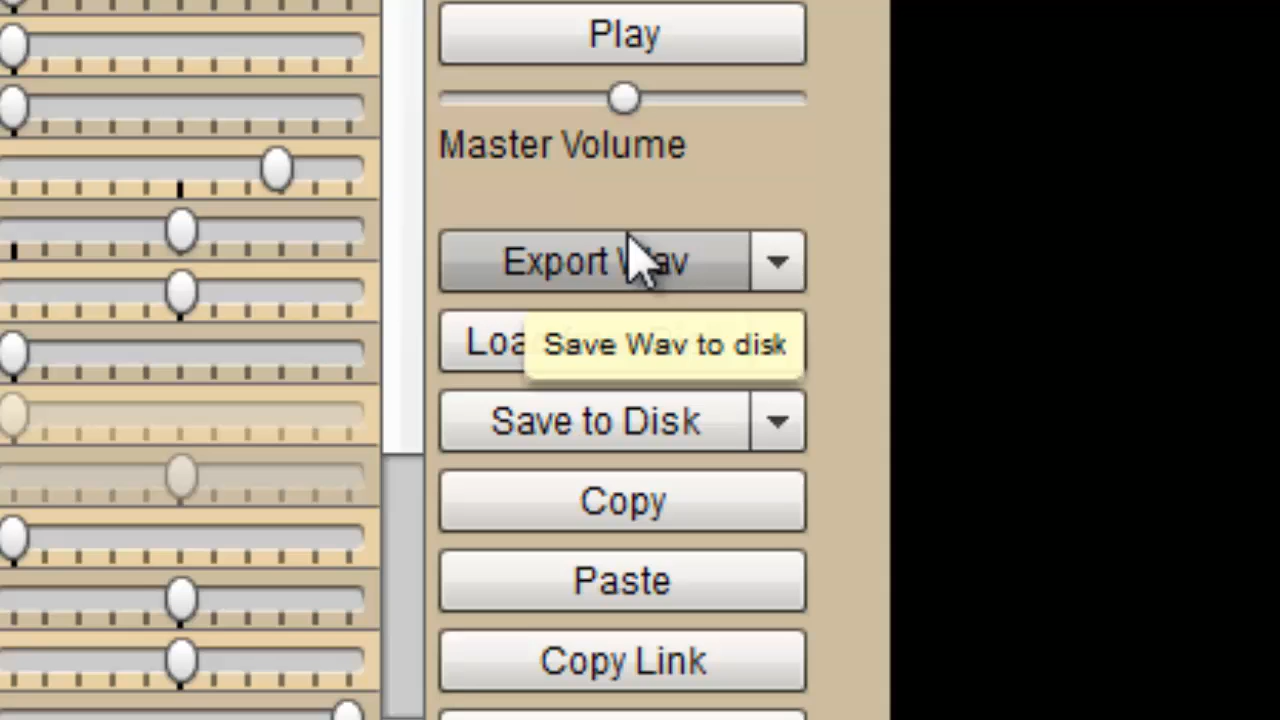 Play
Master Volume
Export Wav
Save Wav to disk
Save to Disk
Copy
Paste
Copy Link